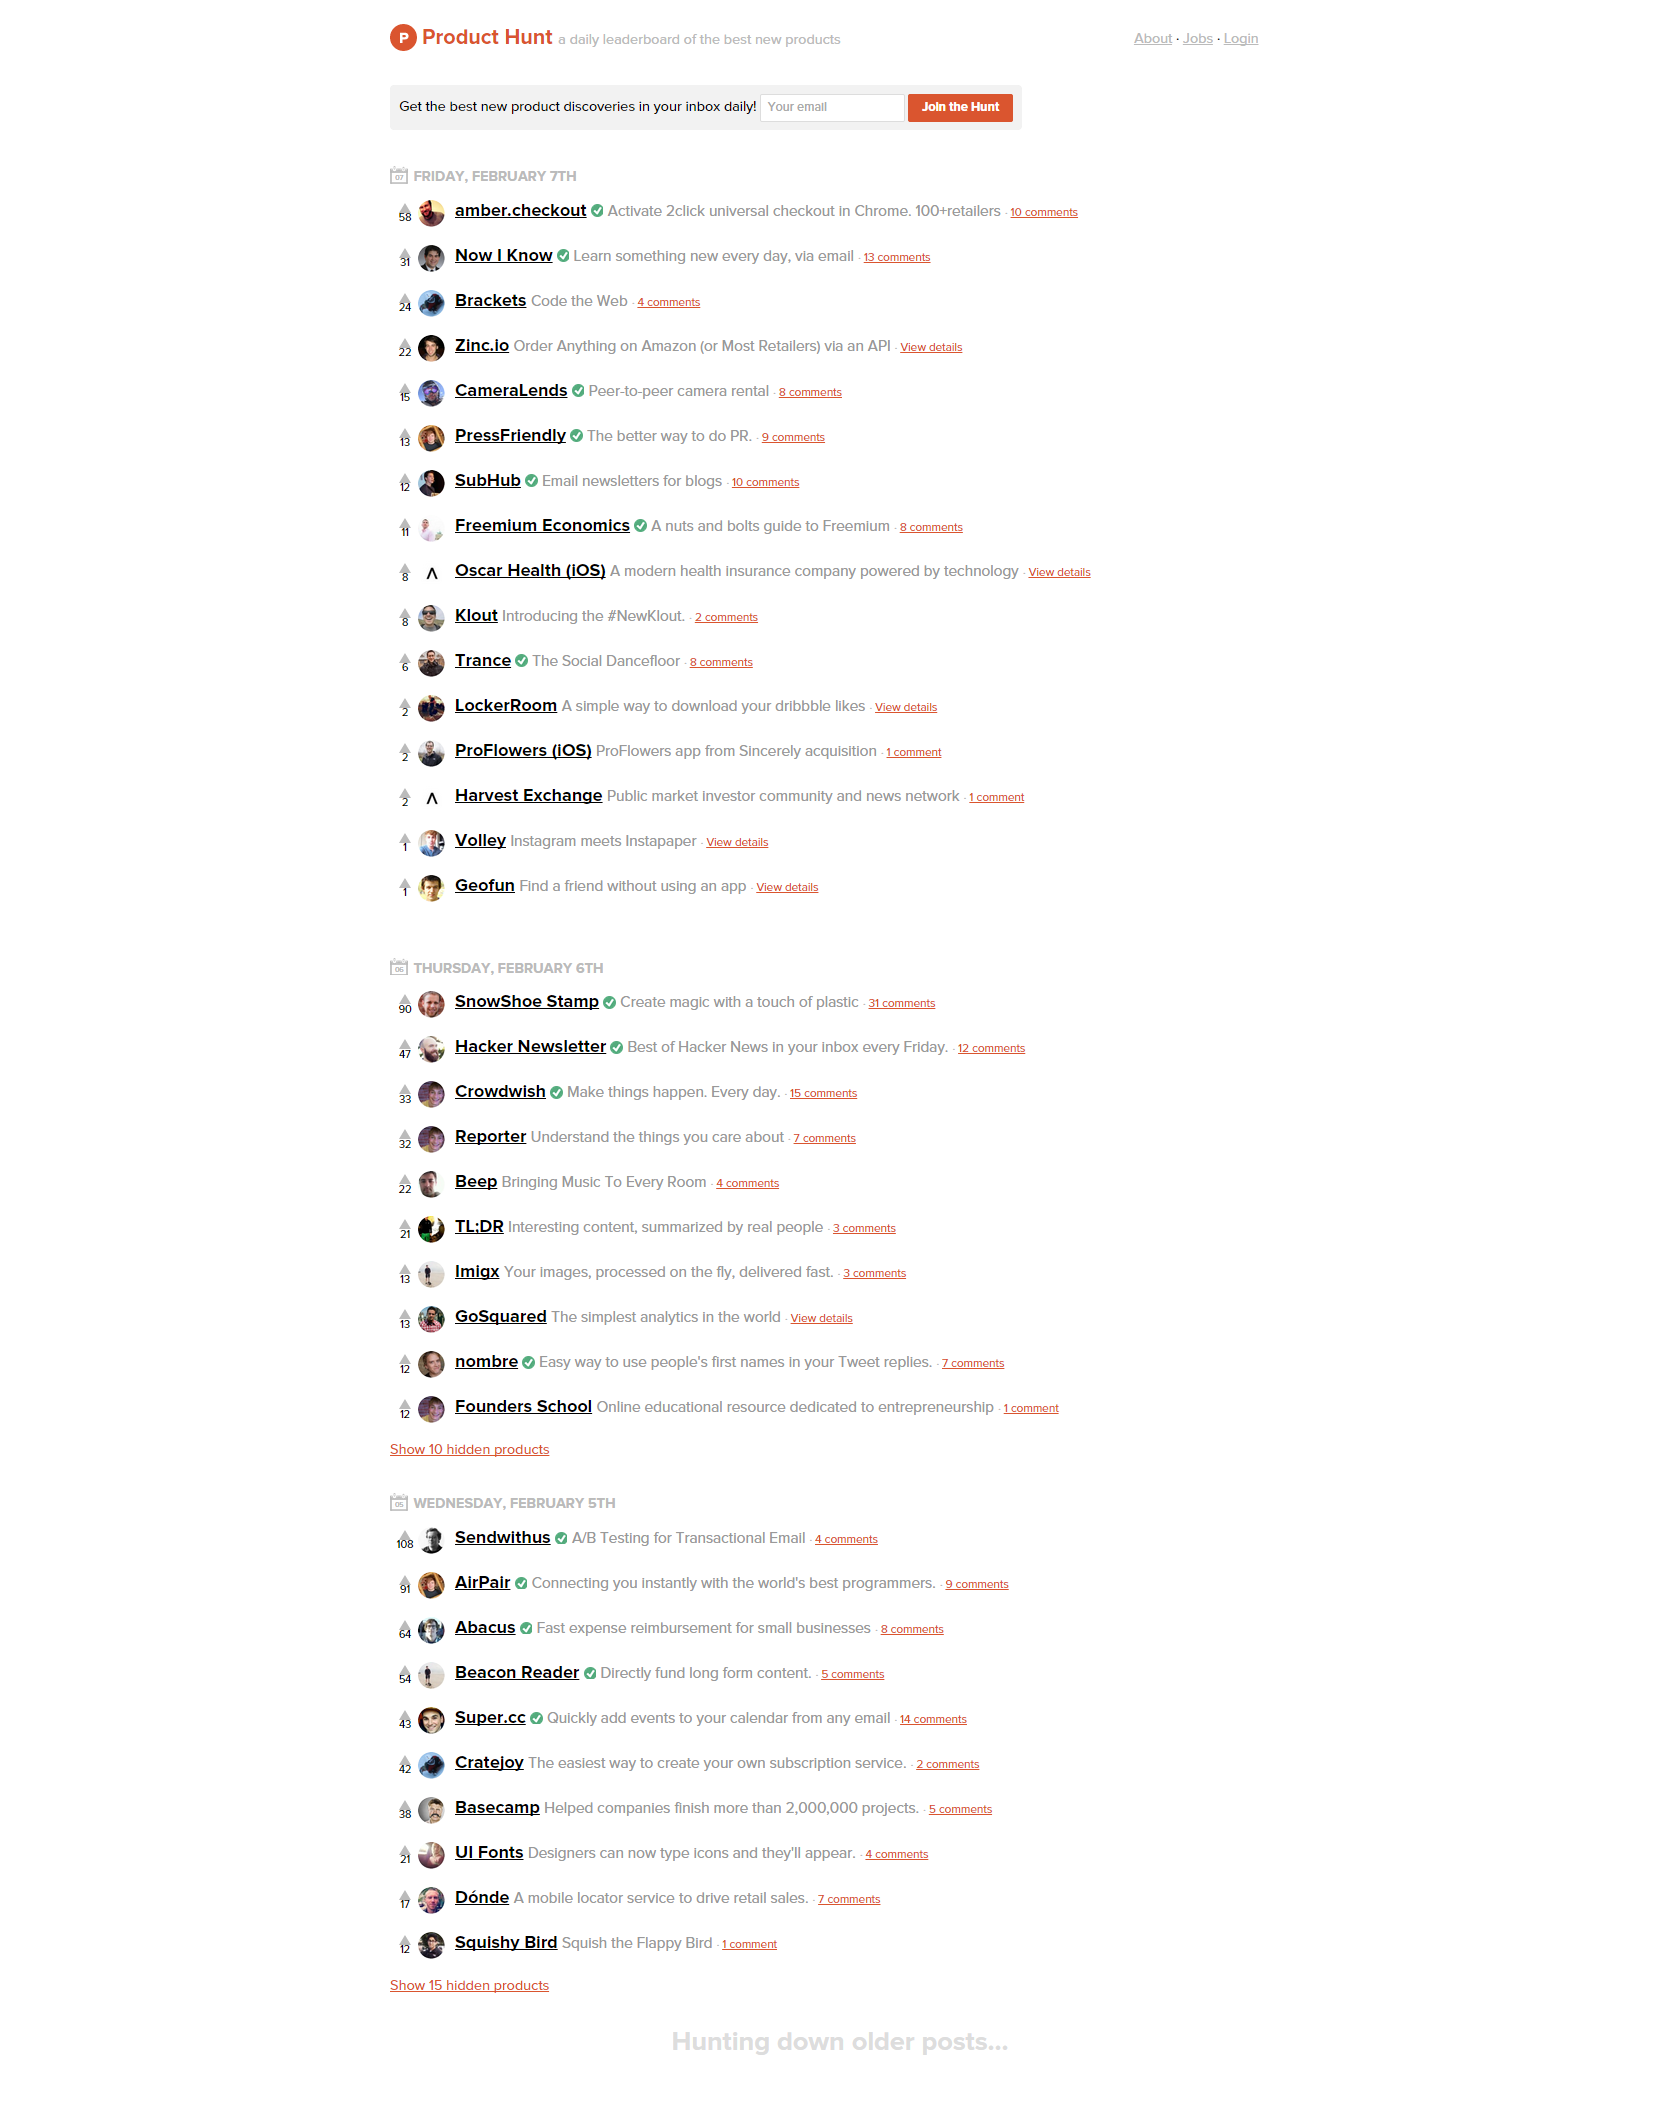 P Product Hunt a daily leaderboard of the best new products About · Jobs · Login
Get the best new product discoveries in your inbox daily! Your email Join the Hunt
07 FRIDAY, FEBRUARY 7TH
58 amber.checkout Activate 2click universal checkout in Chrome. 100+retailers · 10 comments
31 Now I Know Learn something new every day, via email · 13 comments
24 Brackets Code the Web · 4 comments
22 Zinc.io Order Anything on Amazon (or Most Retailers) via an API · View details
15 CameraLends Peer-to-peer camera rental · 8 comments
13 PressFriendly The better way to do PR. · 9 comments
12 SubHub Email newsletters for blogs · 10 comments
11 Freemium Economics A nuts and bolts guide to Freemium · 8 comments
8 Oscar Health (iOS) A modern health insurance company powered by technology · View details
8 Klout Introducing the #NewKlout. · 2 comments
6 Trance The Social Dancefloor · 8 comments
2 LockerRoom A simple way to download your dribbble likes · View details
2 ProFlowers (iOS) ProFlowers app from Sincerely acquisition · 1 comment
2 Harvest Exchange Public market investor community and news network · 1 comment
1 Volley Instagram meets Instapaper · View details
1 Geofun Find a friend without using an app · View details
06 THURSDAY, FEBRUARY 6TH
90 SnowShoe Stamp Create magic with a touch of plastic · 31 comments
47 Hacker Newsletter Best of Hacker News in your inbox every Friday. · 12 comments
33 Crowdwish Make things happen. Every day. · 15 comments
32 Reporter Understand the things you care about · 7 comments
22 Beep Bringing Music To Every Room · 4 comments
21 TL;DR Interesting content, summarized by real people · 3 comments
13 Imigx Your images, processed on the fly, delivered fast. · 3 comments
13 GoSquared The simplest analytics in the world · View details
12 nombre Easy way to use people's first names in your Tweet replies. · 7 comments
12 Founders School Online educational resource dedicated to entrepreneurship · 1 comment
Show 10 hidden products
05 WEDNESDAY, FEBRUARY 5TH
108 Sendwithus A/B Testing for Transactional Email · 4 comments
91 AirPair Connecting you instantly with the world's best programmers. · 9 comments
64 Abacus Fast expense reimbursement for small businesses · 8 comments
54 Beacon Reader Directly fund long form content. · 5 comments
43 Super.cc Quickly add events to your calendar from any email · 14 comments
42 Cratejoy The easiest way to create your own subscription service. · 2 comments
38 Basecamp Helped companies finish more than 2,000,000 projects. · 5 comments
21 UI Fonts Designers can now type icons and they'll appear. · 4 comments
17 Dónde A mobile locator service to drive retail sales. · 7 comments
12 Squishy Bird Squish the Flappy Bird · 1 comment
Show 15 hidden products
Hunting down older posts...